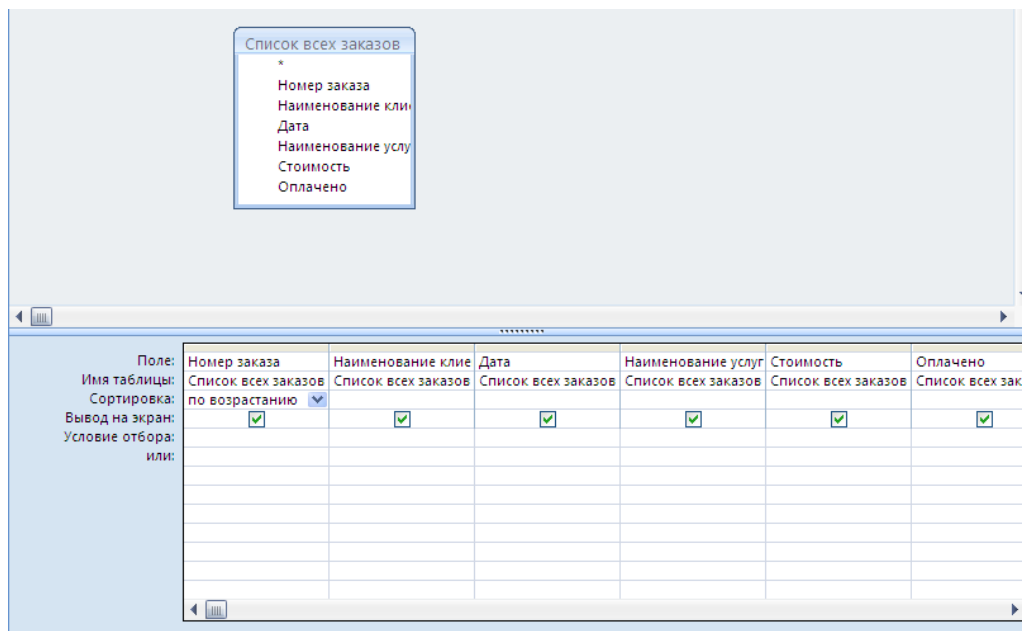 Список всех заказов
*
Номер заказа
Наименование кли
Дата
Наименование услу
Стоимость
Оплачено
Поле: Номер заказа Наименование клие Дата Наименование услуг Стоимость Оплачено
Имя таблицы: Список всех заказов Список всех заказов Список всех заказов Список всех заказов Список всех заказов Список всех зак
Сортировка: по возрастанию
Вывод на экран:
Условие отбора:
или: